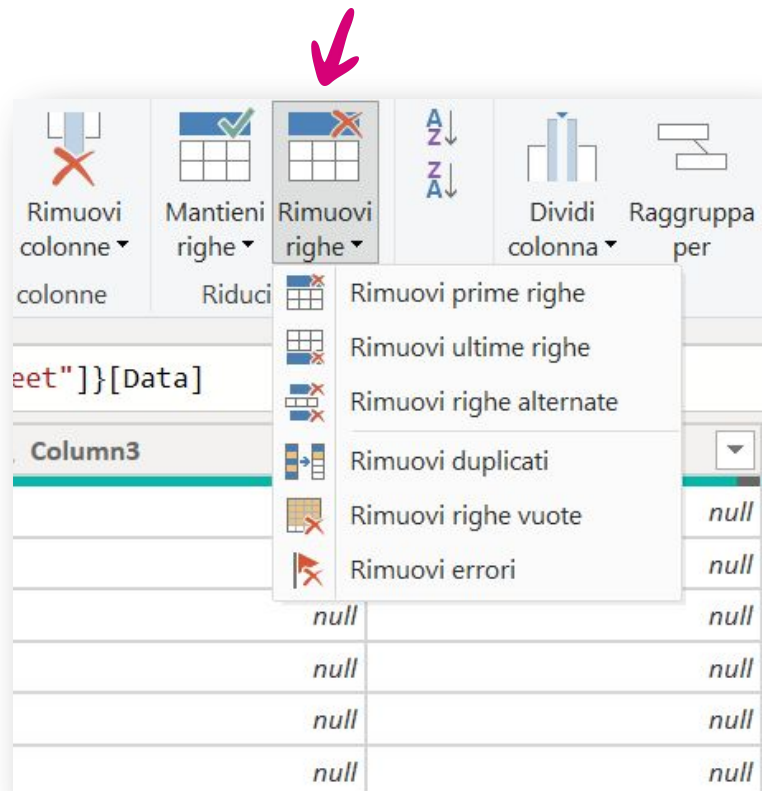 Rimuovi
colonne
Mantieni
righe
Rimuovi
righe
A
Z
Z
A
Dividi
colonna
Raggruppa
per
colonne
Riduci
Rimuovi prime righe
Rimuovi ultime righe
Rimuovi righe alternate
Rimuovi duplicati
Rimuovi righe vuote
Rimuovi errori
eet"]}[Data]
Column3
null
null
null null
null null
null null
null null